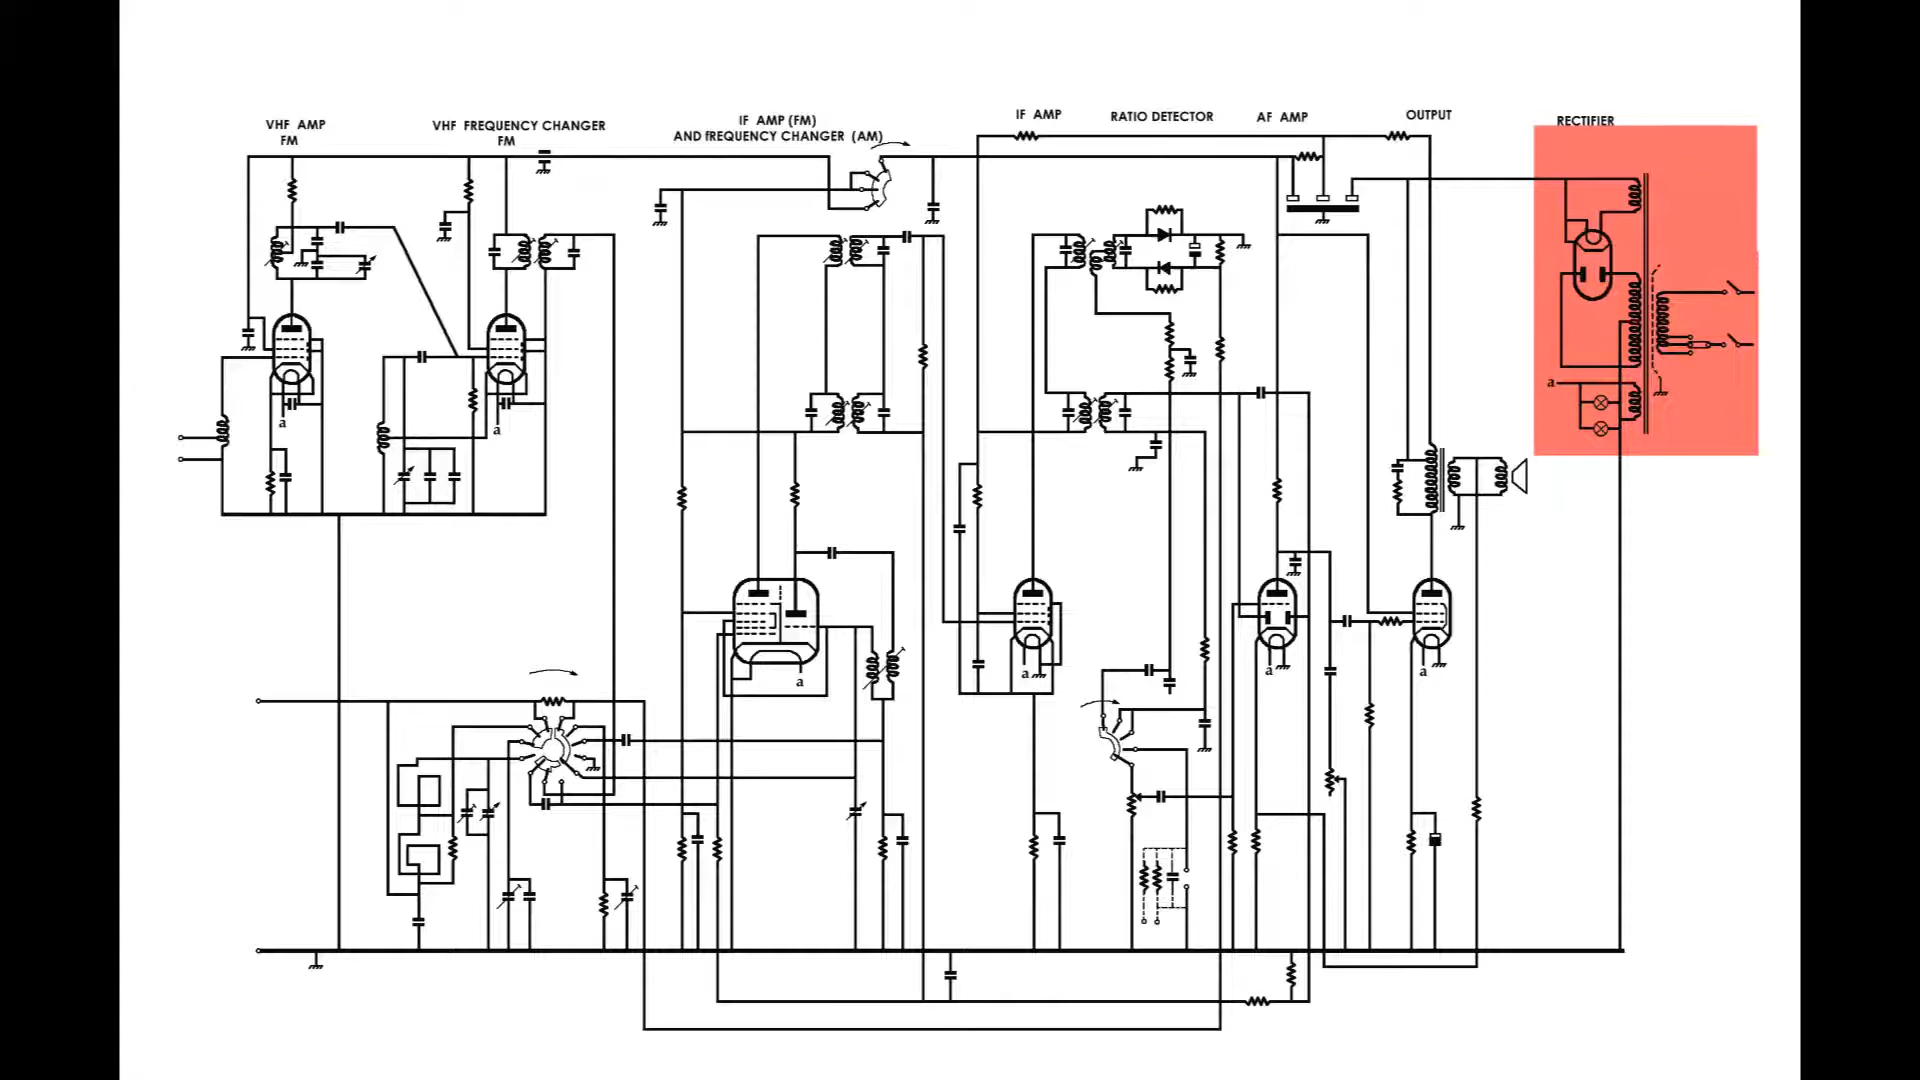 VHF AMP
FM
VHF FREQUENCY CHANGER
FM
IF AMP (FM)
AND fREQUENCY CHANGER (AM)
IF AMP
RATIO DETECTOR
AF AMP
OUTPUT
RECTIFIER
a
a
a
a
a
a
a